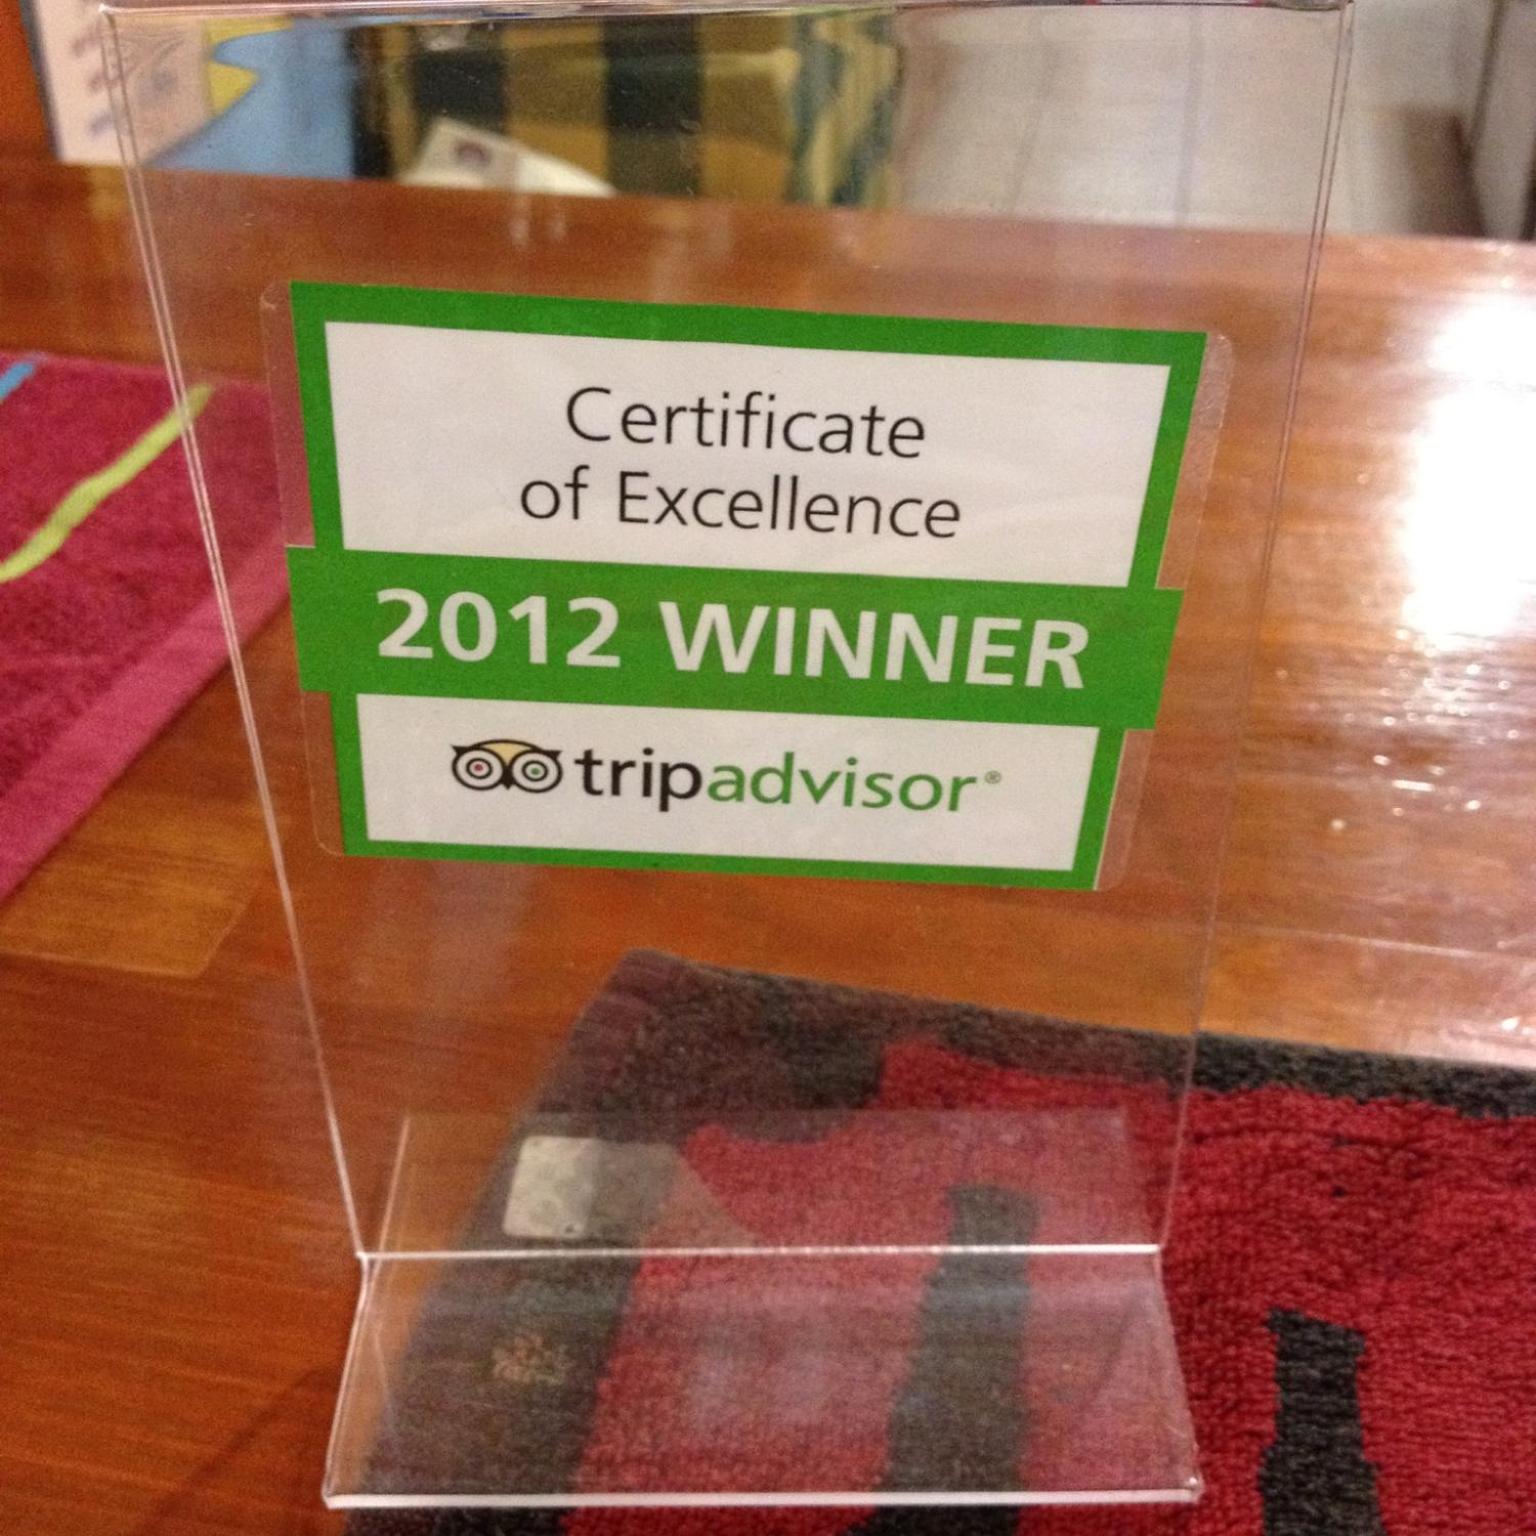 Certificate
of Excellence
2012 WINNER
tripadvisor®